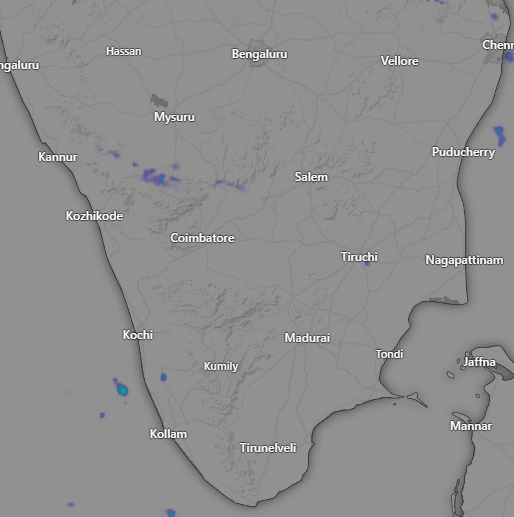 Hassan
Bengaluru
Chenn
ngaluru
Vellore
Mysuru
Kannur
Puducherry
Salem
Kozhikode
Coimbatore
Tiruchi
Nagapattinam
Kochi
Madurai
Tondi
Kumily
Jaffna
Mannar
Kollam
Tirunelveli